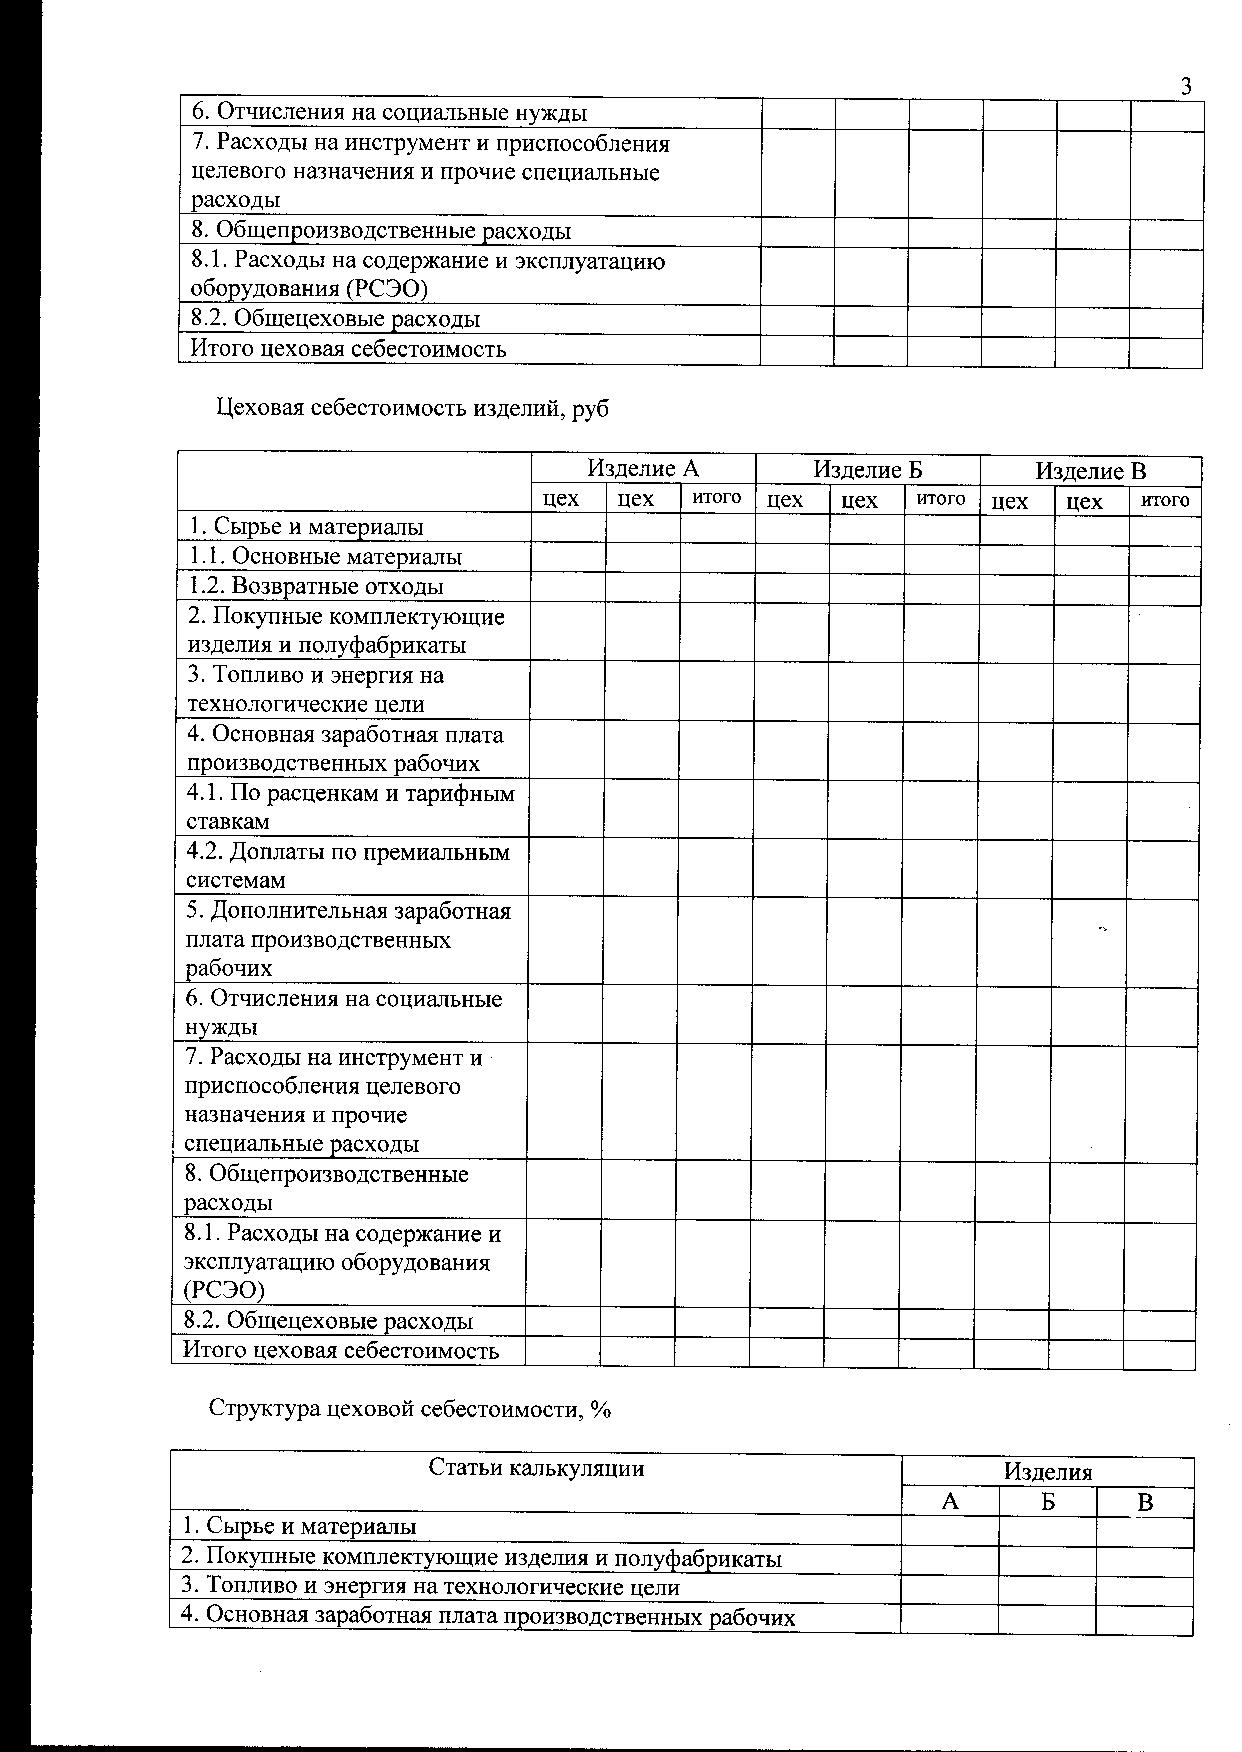 3
6. Отчисления на социальные нужды
7. Расходы на инструмент и приспособления
целевого назначения и прочие специальные
расходы
8. Общепроизводственные расходы
8.1. Расходы на содержание и эксплуатацию
оборудования (РСЭО)
8.2. Общецеховые расходы
Итого цеховая себестоимость
Цеховая себестоимость изделий, руб
Изделие А Изделие Б Изделие В
цех цех итого цех цех итого цех цех итого
1. Сырье и материалы
1.1. Основные материалы
1.2. Возвратные отходы
2. Покупные комплектующие
изделия и полуфабрикаты
3. Топливо и энергия на
технологические цели
4. Основная заработная плата
производственных рабочих
4.1. По расценкам и тарифным
ставкам
4.2. Доплаты по премиальным
системам
5. Дополнительная заработная
плата производственных
рабочих
6. Отчисления на социальные
нужды
7. Расходы на инструмент и
приспособления целевого
назначения и прочие
специальные расходы
8. Общепроизводственные
расходы
8.1. Расходы на содержание и
эксплуатацию оборудования
(РСЭО)
8.2. Общецеховые расходы
Итого цеховая себестоимость
Структура цеховой себестоимости, %
Статьи калькуляции Изделия
А Б В
1. Сырье и материалы
2. Покупные комплектующие изделия и полуфабрикаты
3. Топливо и энергия на технологические цели
4. Основная заработная плата производственных рабочих